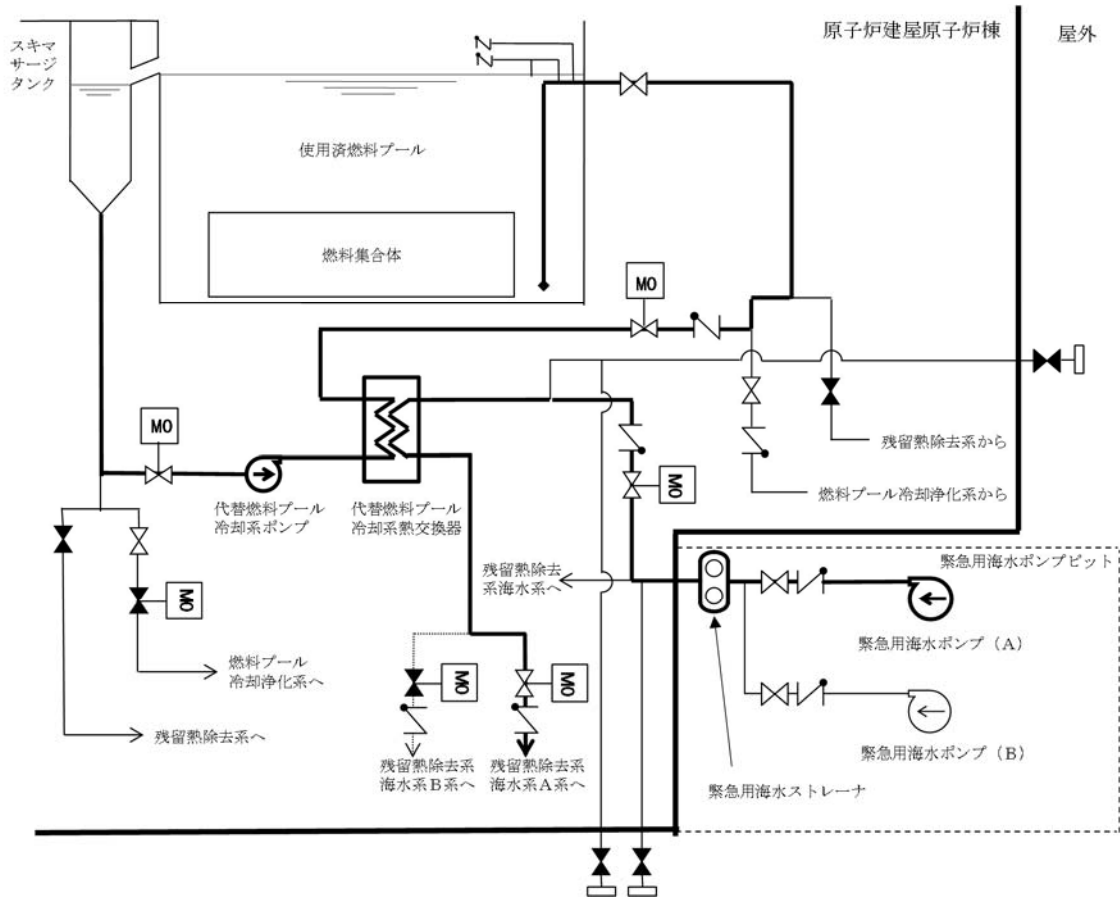 原子炉建屋原子炉棟
屋外
スキマ
サージ
タンク
使用済燃料プール
燃料集合体
MO
MO
代替燃料プール
冷却系ポンプ
代替燃料プール
冷却系熱交換器
MO
残留熱除去系から
燃料プール冷却浄化系から
残留熱除去
系海水系へ
緊急用海水ポンプピット
緊急用海水ポンプ（A）
MO
燃料プール
冷却浄化系へ
残留熱除去系へ
MO
MO
残留熱除去系
海水系B系へ
残留熱除去系
海水系A系へ
緊急用海水ポンプ（B）
緊急用海水ストレーナ